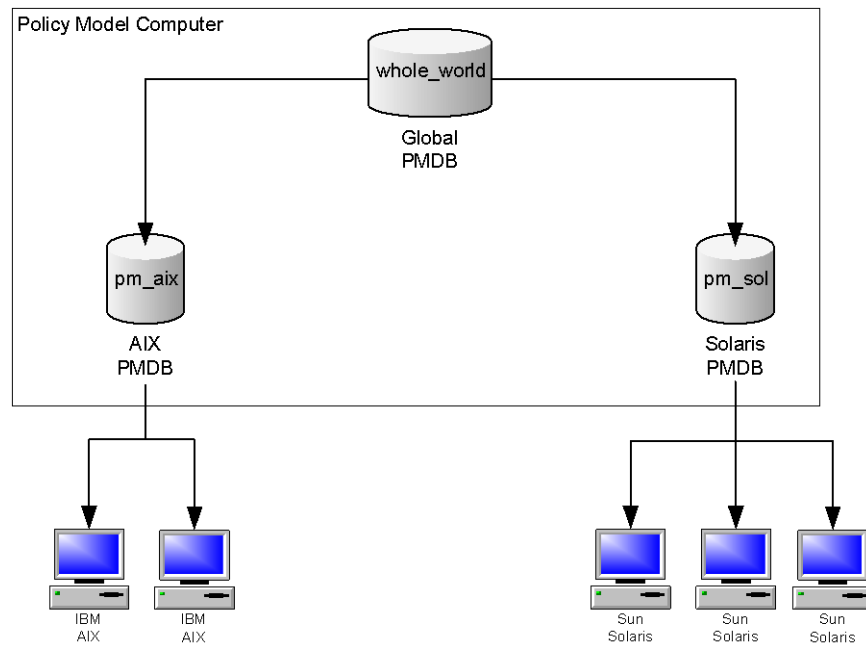 Policy Model Computer
whole_world
Global
PMDB
pm_aix
pm_sol
AIX
PMDB
Solaris
PMDB
IBM
AIX
IBM
AIX
Sun
Solaris
Sun
Solaris
Sun
Solaris